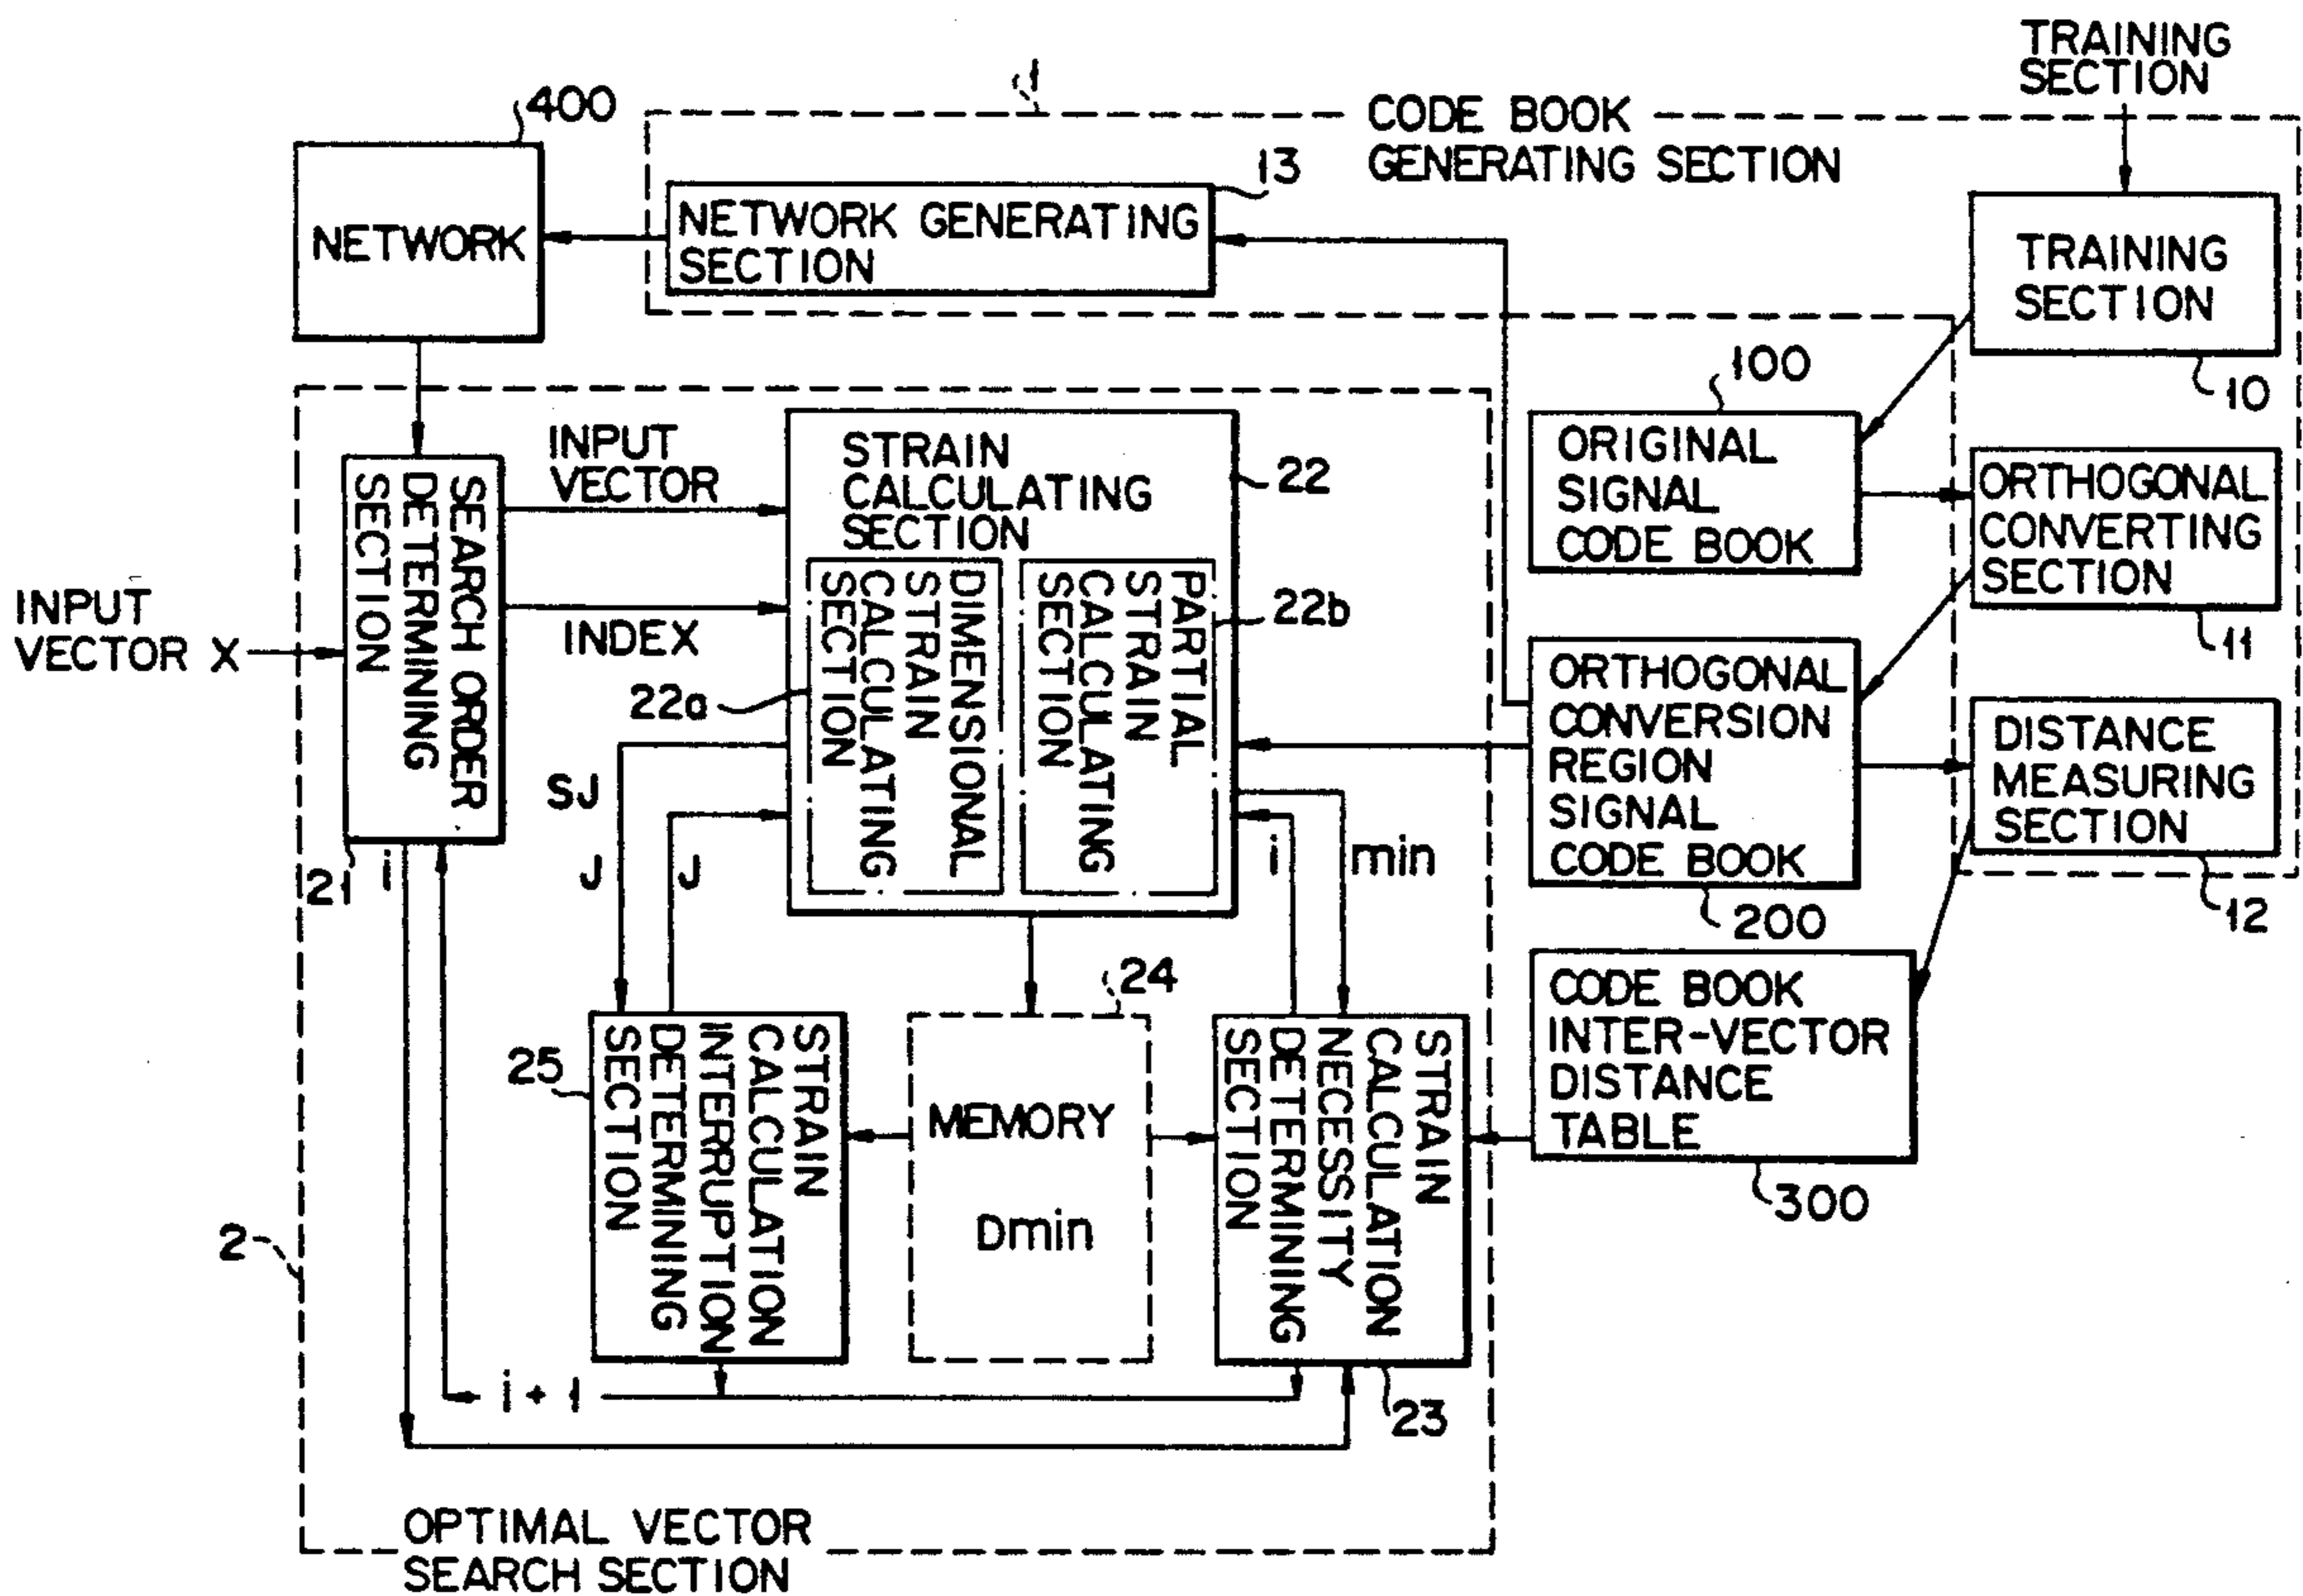 TRAINING
SECTION
1
CODE BOOK
GENERATING SECTION
400
NETWORK
13
NETWORK GENERATING
SECTION
TRAINING
SECTION
10
100
ORIGINAL
SIGNAL
CODE BOOK
ORTHOGONAL
CONVERTING
SECTION
11
INPUT
VECTOR X
SEARCH ORDER
DETERMINING
SECTION
21
INPUT
VECTOR
INDEX
STRAIN
CALCULATING
SECTION
22
DIMENSIONAL
STRAIN
CALCULATING
SECTION
22a
PARTIAL
STRAIN
CALCULATING
SECTION
22b
ORTHOGONAL
CONVERSION
REGION
SIGNAL
CODE BOOK
200
DISTANCE
MEASURING
SECTION
12
SJ
J
J
i
min
i
24
MEMORY
Dmin
25
STRAIN
CALCULATION
INTERRUPTION
DETERMINING
SECTION
STRAIN
CALCULATION
NECESSITY
DETERMINING
SECTION
23
CODE BOOK
INTER-VECTOR
DISTANCE
TABLE
300
i + 1
2
OPTIMAL VECTOR
SEARCH SECTION